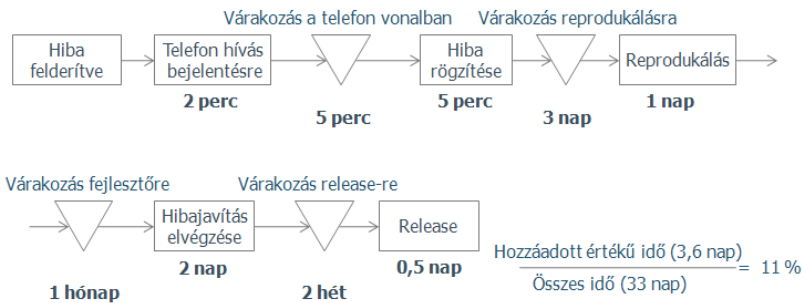 Várakozás a telefon vonalban
Várakozás reprodukálásra
Hiba
felderítve
Telefon hívás
bejelentésre
Hiba
rögzítése
Reprodukálás
2 perc
5 perc
5 perc
3 nap
1 nap
Várakozás fejlesztőre
Várakozás release-re
Hibajavítás
elvégzése
Release
1 hónap
2 nap
2 hét
0,5 nap
Hozzáadott értékű idő (3,6 nap)
Összes idő (33 nap)
= 11 %